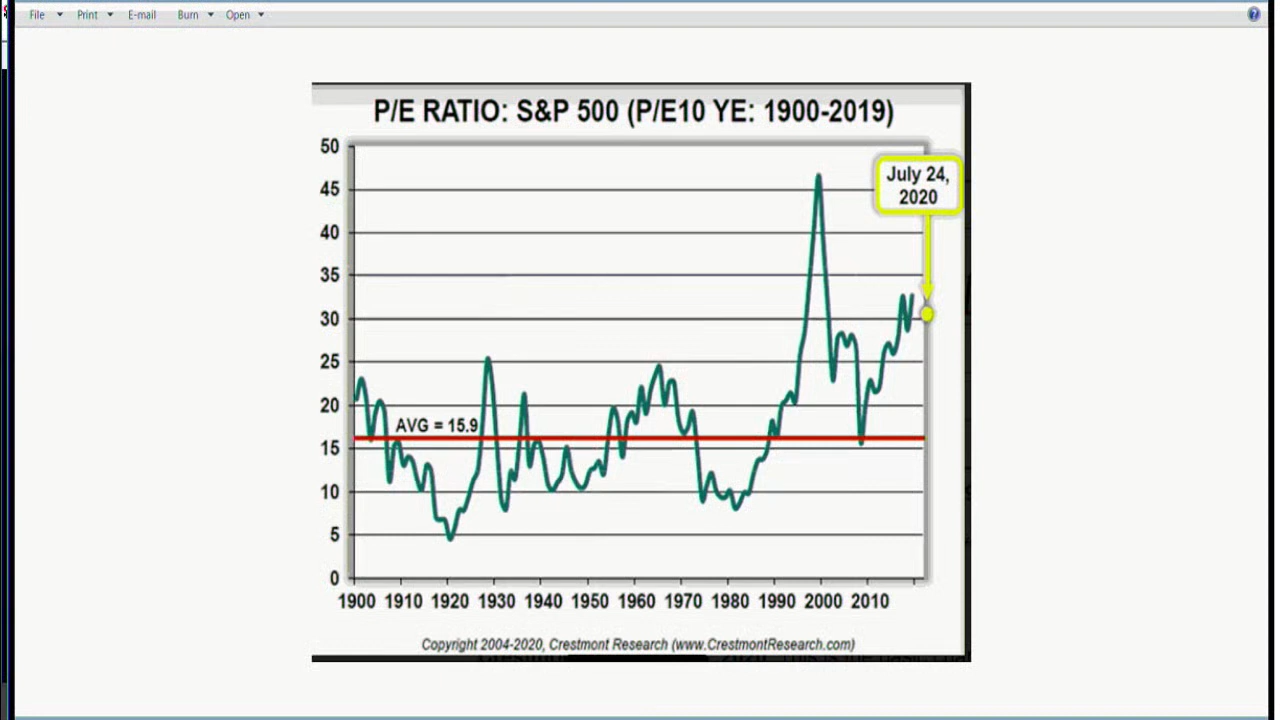 File Print E-mail Burn Open
P/E RATIO: S&P 500 (P/E10 YE: 1900-2019)
50
July 24,
2020
45
40
35
30
25
20
AVG = 15.9
15
10
5
0
1900 1910 1920 1930 1940 1950 1960 1970 1980 1990 2000 2010
Copyright 2004-2020, Crestmont Research (www.CrestmontResearch.com)